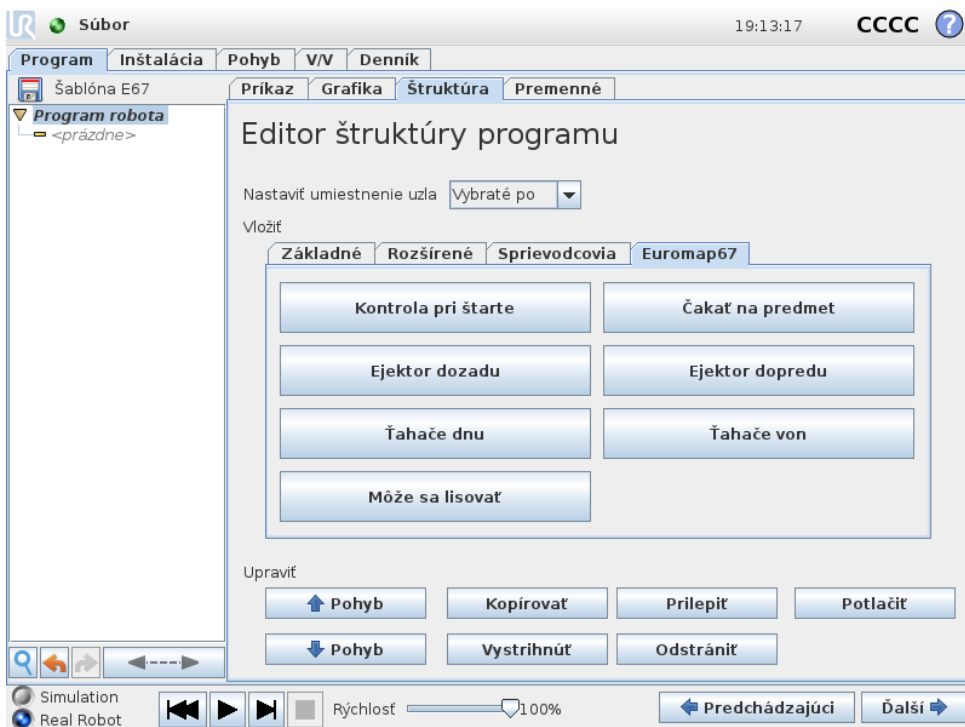 UR Súbor 19:13:17 CCCC ?
Program Inštalácia Pohyb V/V Denník
Šablóna E67 Príkaz Grafika Štruktúra Premenné
Program robota
<prázdne>
Editor štruktúry programu
Nastaviť umiestnenie uzla Vybraté po
Vložiť
Základné Rozšírené Sprievodcovia Euromap67
Kontrola pri štarte Čakať na predmet
Ejektor dozadu Ejektor dopredu
Ťahače dnu Ťahače von
Môže sa lisovať
Upraviť
Pohyb Kopírovať Prilepiť Potlačiť
Pohyb Vystrihnúť Odstrániť
Simulation
Real Robot
Rýchlosť 100% Predchádzajúci Ďalší